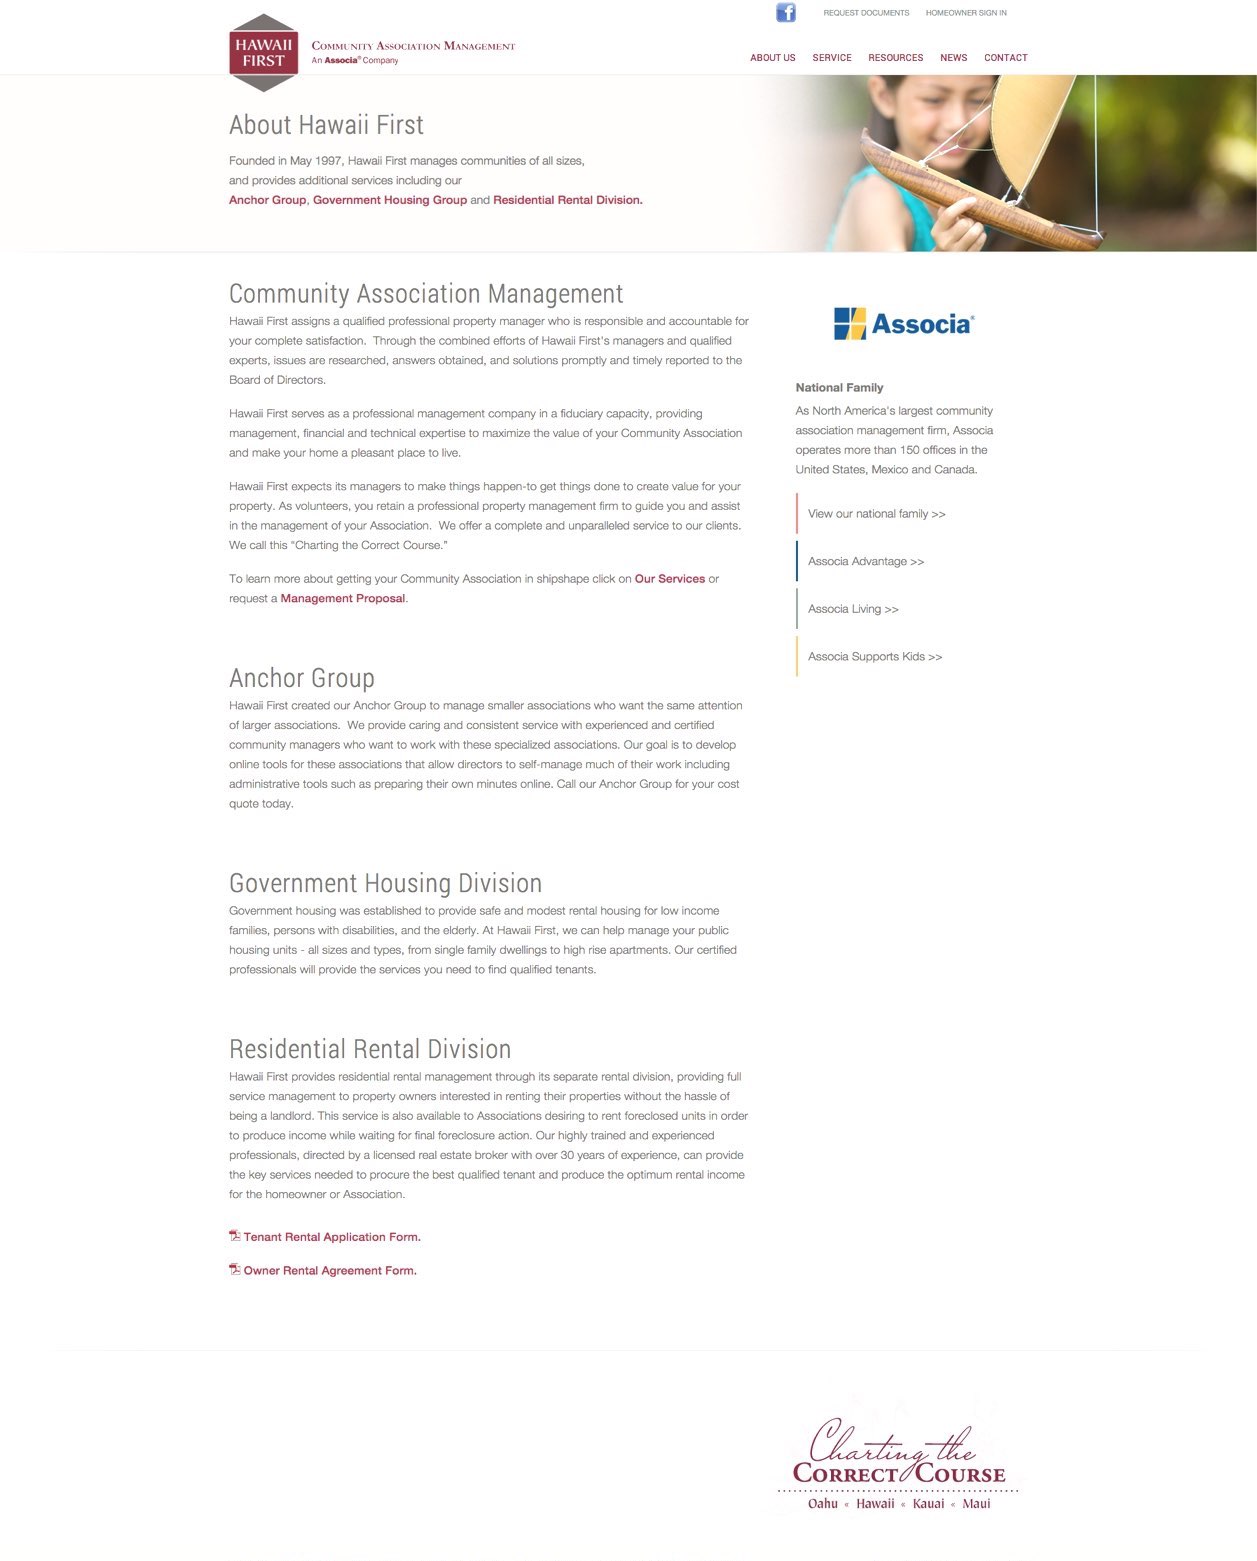 REQUEST DOCUMENTS HOMEOWNER SIGN IN
HAWAII
FIRST
COMMUNITY ASSOCIATION MANAGEMENT
An Associa® Company
ABOUT US SERVICE RESOURCES NEWS CONTACT
About Hawaii First
Founded in May 1997, Hawaii First manages communities of all sizes,
and provides additional services including our
Anchor Group, Government Housing Group and Residential Rental Division.
Community Association Management
Hawaii First assigns a qualified professional property manager who is responsible and accountable for
your complete satisfaction.  Through the combined efforts of Hawaii First's managers and qualified
experts, issues are researched, answers obtained, and solutions promptly and timely reported to the
Board of Directors.
Hawaii First serves as a professional management company in a fiduciary capacity, providing
management, financial and technical expertise to maximize the value of your Community Association
and make your home a pleasant place to live.
Hawaii First expects its managers to make things happen-to get things done to create value for your
property. As volunteers, you retain a professional property management firm to guide you and assist
in the management of your Association.  We offer a complete and unparalleled service to our clients.
We call this "Charting the Correct Course."
To learn more about getting your Community Association in shipshape click on Our Services or
request a Management Proposal.
Anchor Group
Hawaii First created our Anchor Group to manage smaller associations who want the same attention
of larger associations.  We provide caring and consistent service with experienced and certified
community managers who want to work with these specialized associations. Our goal is to develop
online tools for these associations that allow directors to self-manage much of their work including
administrative tools such as preparing their own minutes online. Call our Anchor Group for your cost
quote today.
Government Housing Division
Government housing was established to provide safe and modest rental housing for low income
families, persons with disabilities, and the elderly. At Hawaii First, we can help manage your public
housing units - all sizes and types, from single family dwellings to high rise apartments. Our certified
professionals will provide the services you need to find qualified tenants.
Residential Rental Division
Hawaii First provides residential rental management through its separate rental division, providing full
service management to property owners interested in renting their properties without the hassle of
being a landlord. This service is also available to Associations desiring to rent foreclosed units in order
to produce income while waiting for final foreclosure action. Our highly trained and experienced
professionals, directed by a licensed real estate broker with over 30 years of experience, can provide
the key services needed to procure the best qualified tenant and produce the optimum rental income
for the homeowner or Association.
Tenant Rental Application Form.
Owner Rental Agreement Form.
Associa®
National Family
As North America's largest community
association management firm, Associa
operates more than 150 offices in the
United States, Mexico and Canada.
View our national family >>
Associa Advantage >>
Associa Living >>
Associa Supports Kids >>
Charting the
CORRECT COURSE
Oahu « Hawaii « Kauai « Maui